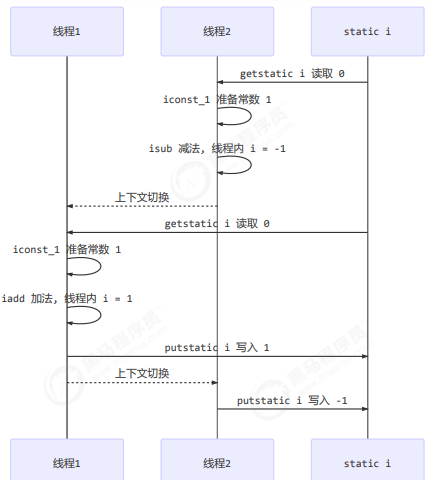 线程1 线程2 static i
getstatic i 读取 0
iconst_1 准备常数 1
isub 减法, 线程内 i = -1
上下文切换
getstatic i 读取 0
iconst_1 准备常数 1
iadd 加法, 线程内 i = 1
putstatic i 写入 1
上下文切换
putstatic i 写入 -1
线程1 线程2 static i